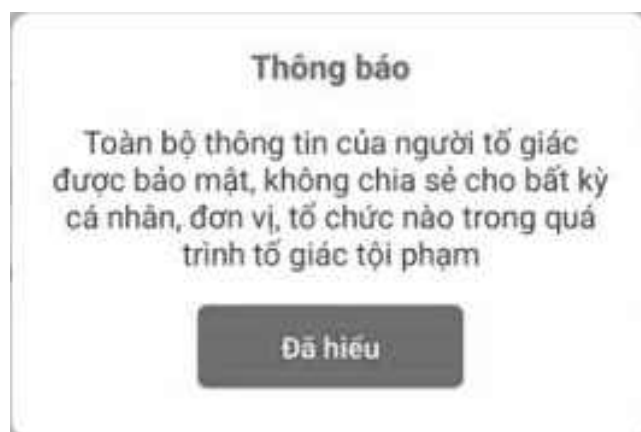 Thông báo
Toàn bộ thông tin của người tố giác
được bảo mật, không chia sẻ cho bất kỳ
cá nhân, đơn vị, tổ chức nào trong quá
trình tố giác tội phạm
Đã hiểu